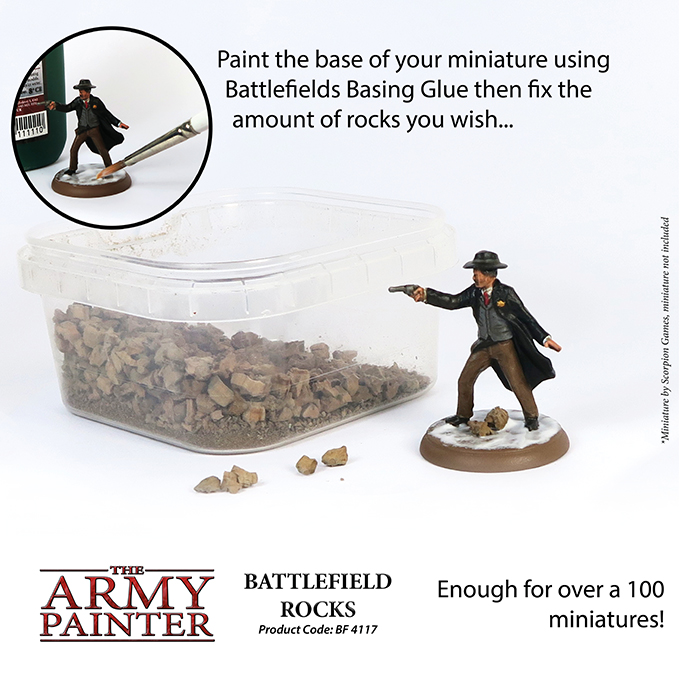 Paint the base of your miniature using
Battlefields Basing Glue then fix the
amount of rocks you wish...
*Miniature by Scorpion Games, miniature not included
THE
ARMY
PAINTER
BATTLEFIELD
ROCKS
Product Code: BF 4117
Enough for over a 100
miniatures!